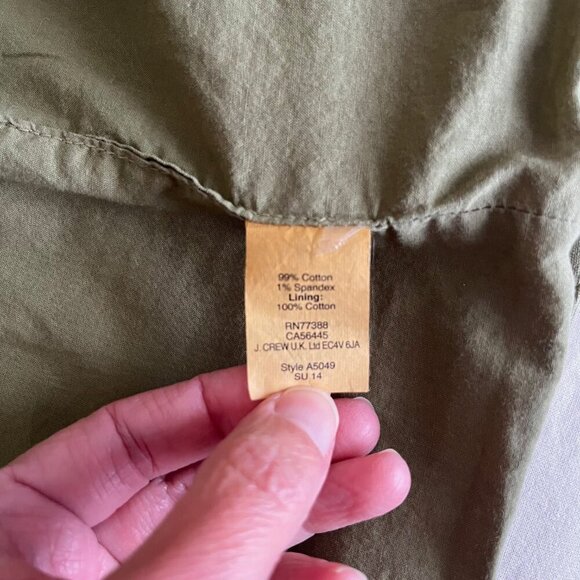 99% Cotton
1% Spandex
Lining:
100% Cotton
RN77388
CA56445
J. CREW U.K. Ltd EC4V 6JA
Style A5049
SU 14